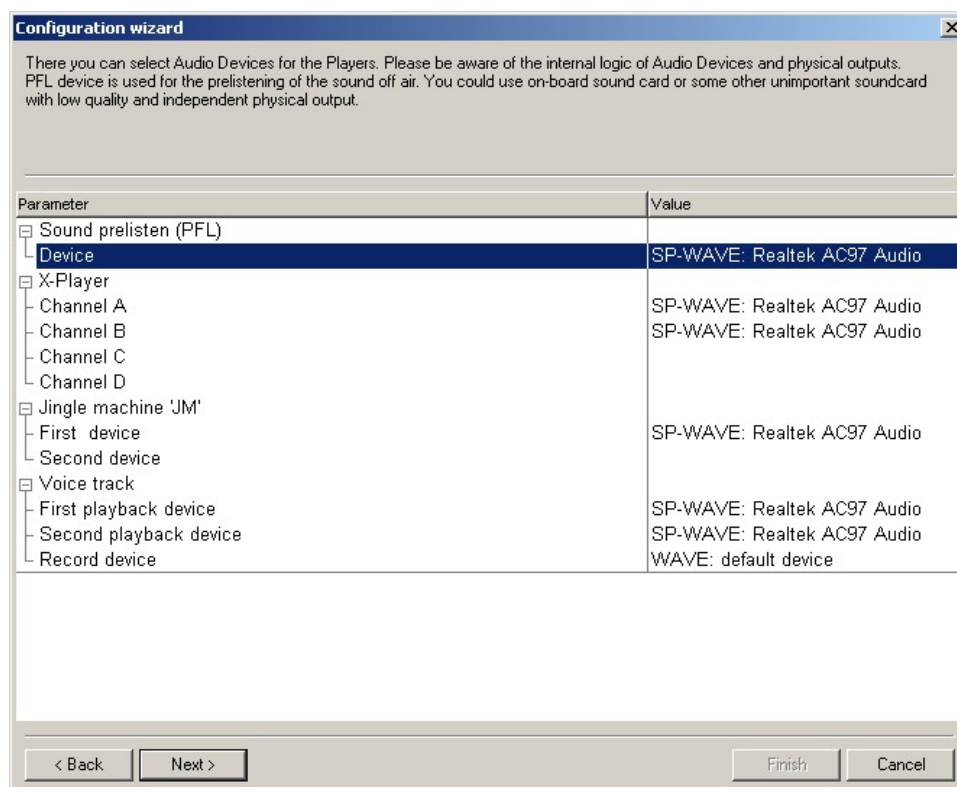 Configuration wizard
There you can select Audio Devices for the Players. Please be aware of the internal logic of Audio Devices and physical outputs.
PFL device is used for the prelistening of the sound off air. You could use on-board sound card or some other unimportant soundcard
with low quality and independent physical output.
Parameter Value
Sound prelisten (PFL)
Device SP-WAVE: Realtek AC97 Audio
X-Player
Channel A SP-WAVE: Realtek AC97 Audio
Channel B SP-WAVE: Realtek AC97 Audio
Channel C
Channel D
Jingle machine 'JM'
First device SP-WAVE: Realtek AC97 Audio
Second device
Voice track
First playback device SP-WAVE: Realtek AC97 Audio
Second playback device SP-WAVE: Realtek AC97 Audio
Record device WAVE: default device
< Back Next > Finish Cancel